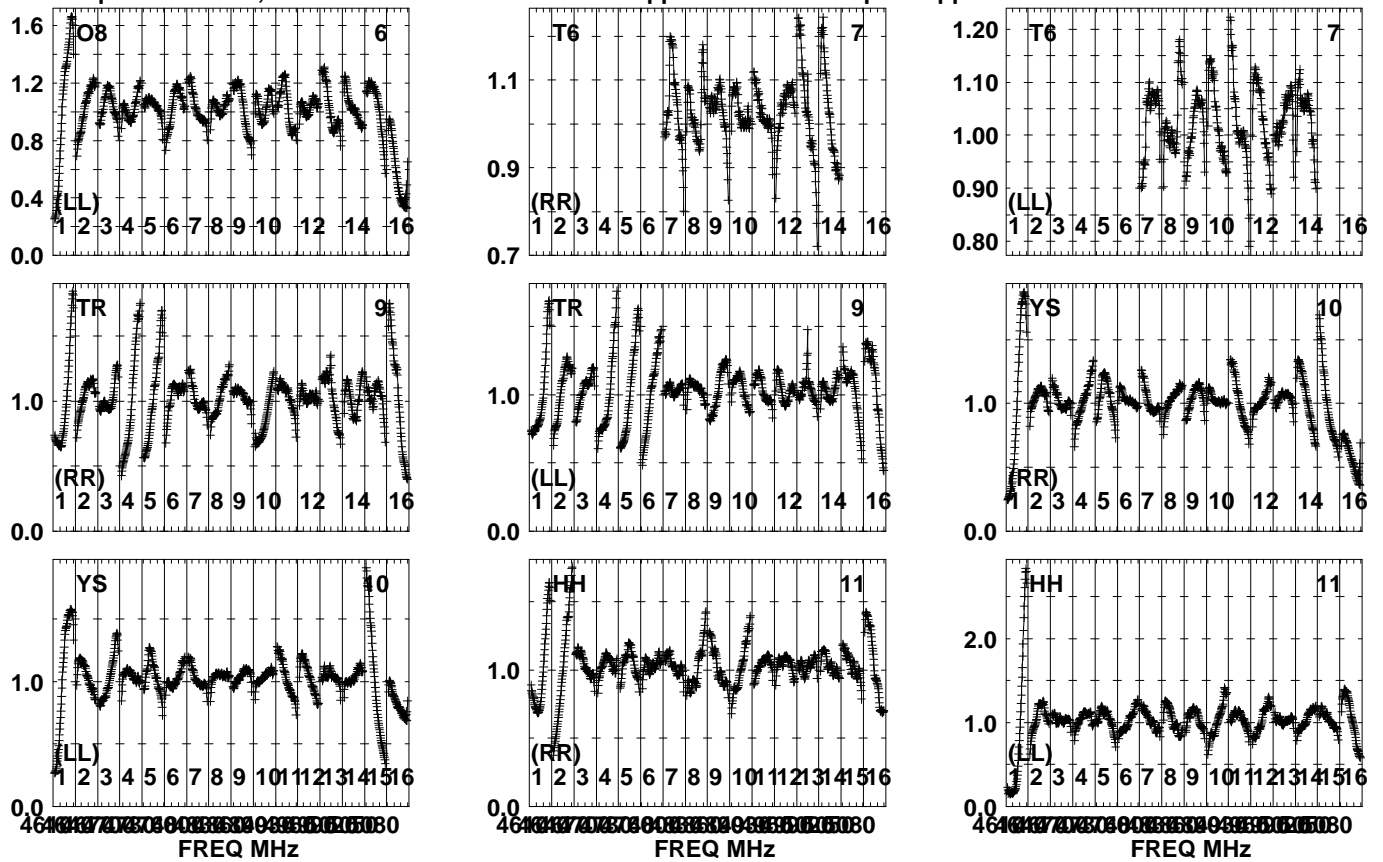 1.6 O8 6 T6 7 1.20 T6 7
1.2 1.1 1.10
0.8 0.9 1.00
0.4 (LL) (RR) 0.90 (LL)
1 2 3 4 5 6 7 8 9 10 12 14 16 1 2 3 4 5 6 7 8 9 10 12 14 16 0.80 1 2 3 4 5 6 7 8 9 10 12 14 16
0.0 0.7
TR 9 TR 9 YS 10
1.0 1.0 1.0
(RR) (LL) (RR)
1 2 3 4 5 6 7 8 9 10 12 14 16 1 2 3 4 5 6 7 8 9 10 12 14 16 1 2 3 4 5 6 7 8 9 10 12 14 16
0.0 0.0 0.0
YS 10 HH 11 HH 11
2.0
1.0 1.0 1.0
(LL) (RR) (LL)
1 2 3 4 5 6 7 8 9 10 11 12 13 15 16 1 2 3 4 5 6 7 8 9 10 11 12 13 15 16 1 2 3 4 5 6 7 8 9 10 11 12 13 15 16
0.0 0.0 0.0
FREQ MHz FREQ MHz FREQ MHz